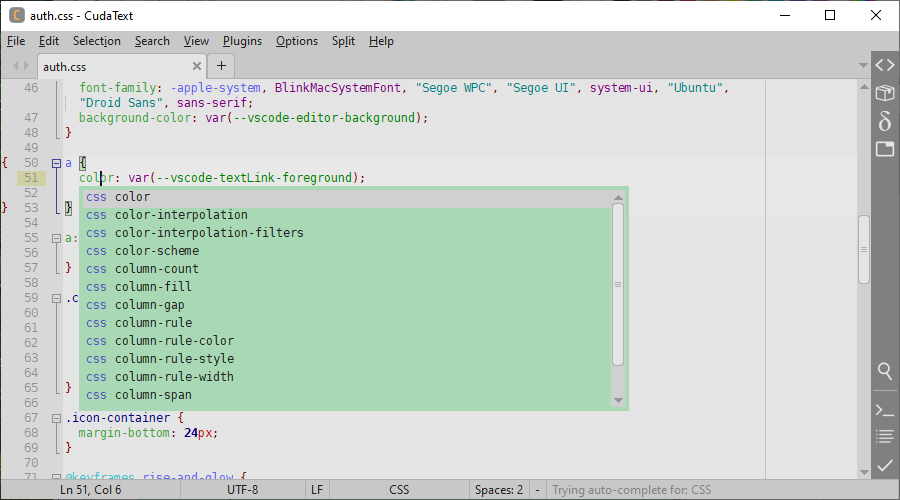 auth.css - CudaText
File Edit Selection Search View Plugins Options Split Help
auth.css
46 font-family: -apple-system, BlinkMacSystemFont, "Segoe WPC", "Segoe UI", system-ui, "Ubuntu",
"Droid Sans", sans-serif;
47 background-color: var(--vscode-editor-background);
48 }
49
{ 50 a {
51 color: var(--vscode-textLink-foreground);
52 css color
css color-interpolation
} 53 }
54 css color-interpolation-filters
55 a: css color-scheme
56 css column-count
57 }
58 css column-fill
59 .c css column-gap
60 css column-rule
61 css column-rule-color
62 css column-rule-style
63
64 css column-rule-width
65 } css column-span
66
67 .icon-container {
68 margin-bottom: 24px;
69 }
70
71 @keyframes rise-and-glow {
Ln 51, Col 6 UTF-8 LF CSS Spaces: 2 - Trying auto-complete for: CSS